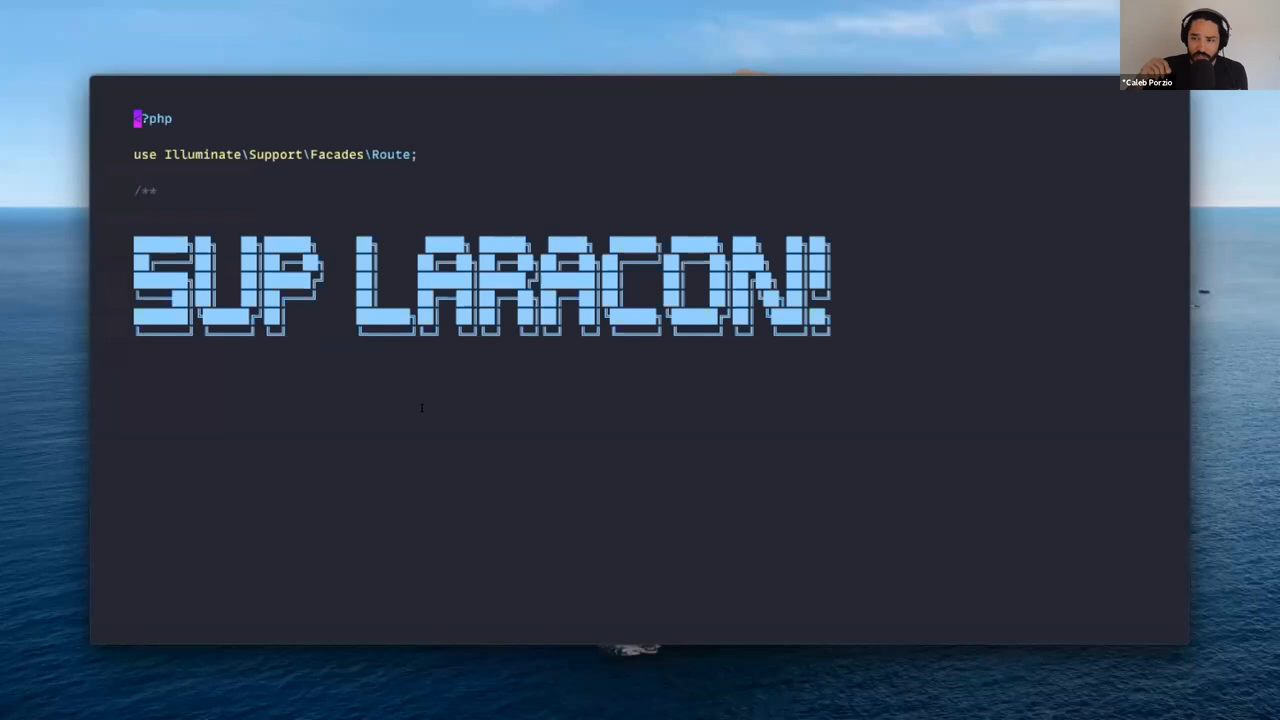 *Caleb Porzio
<?php
use Illuminate\Support\Facades\Route;
/**
SUP LARACON!